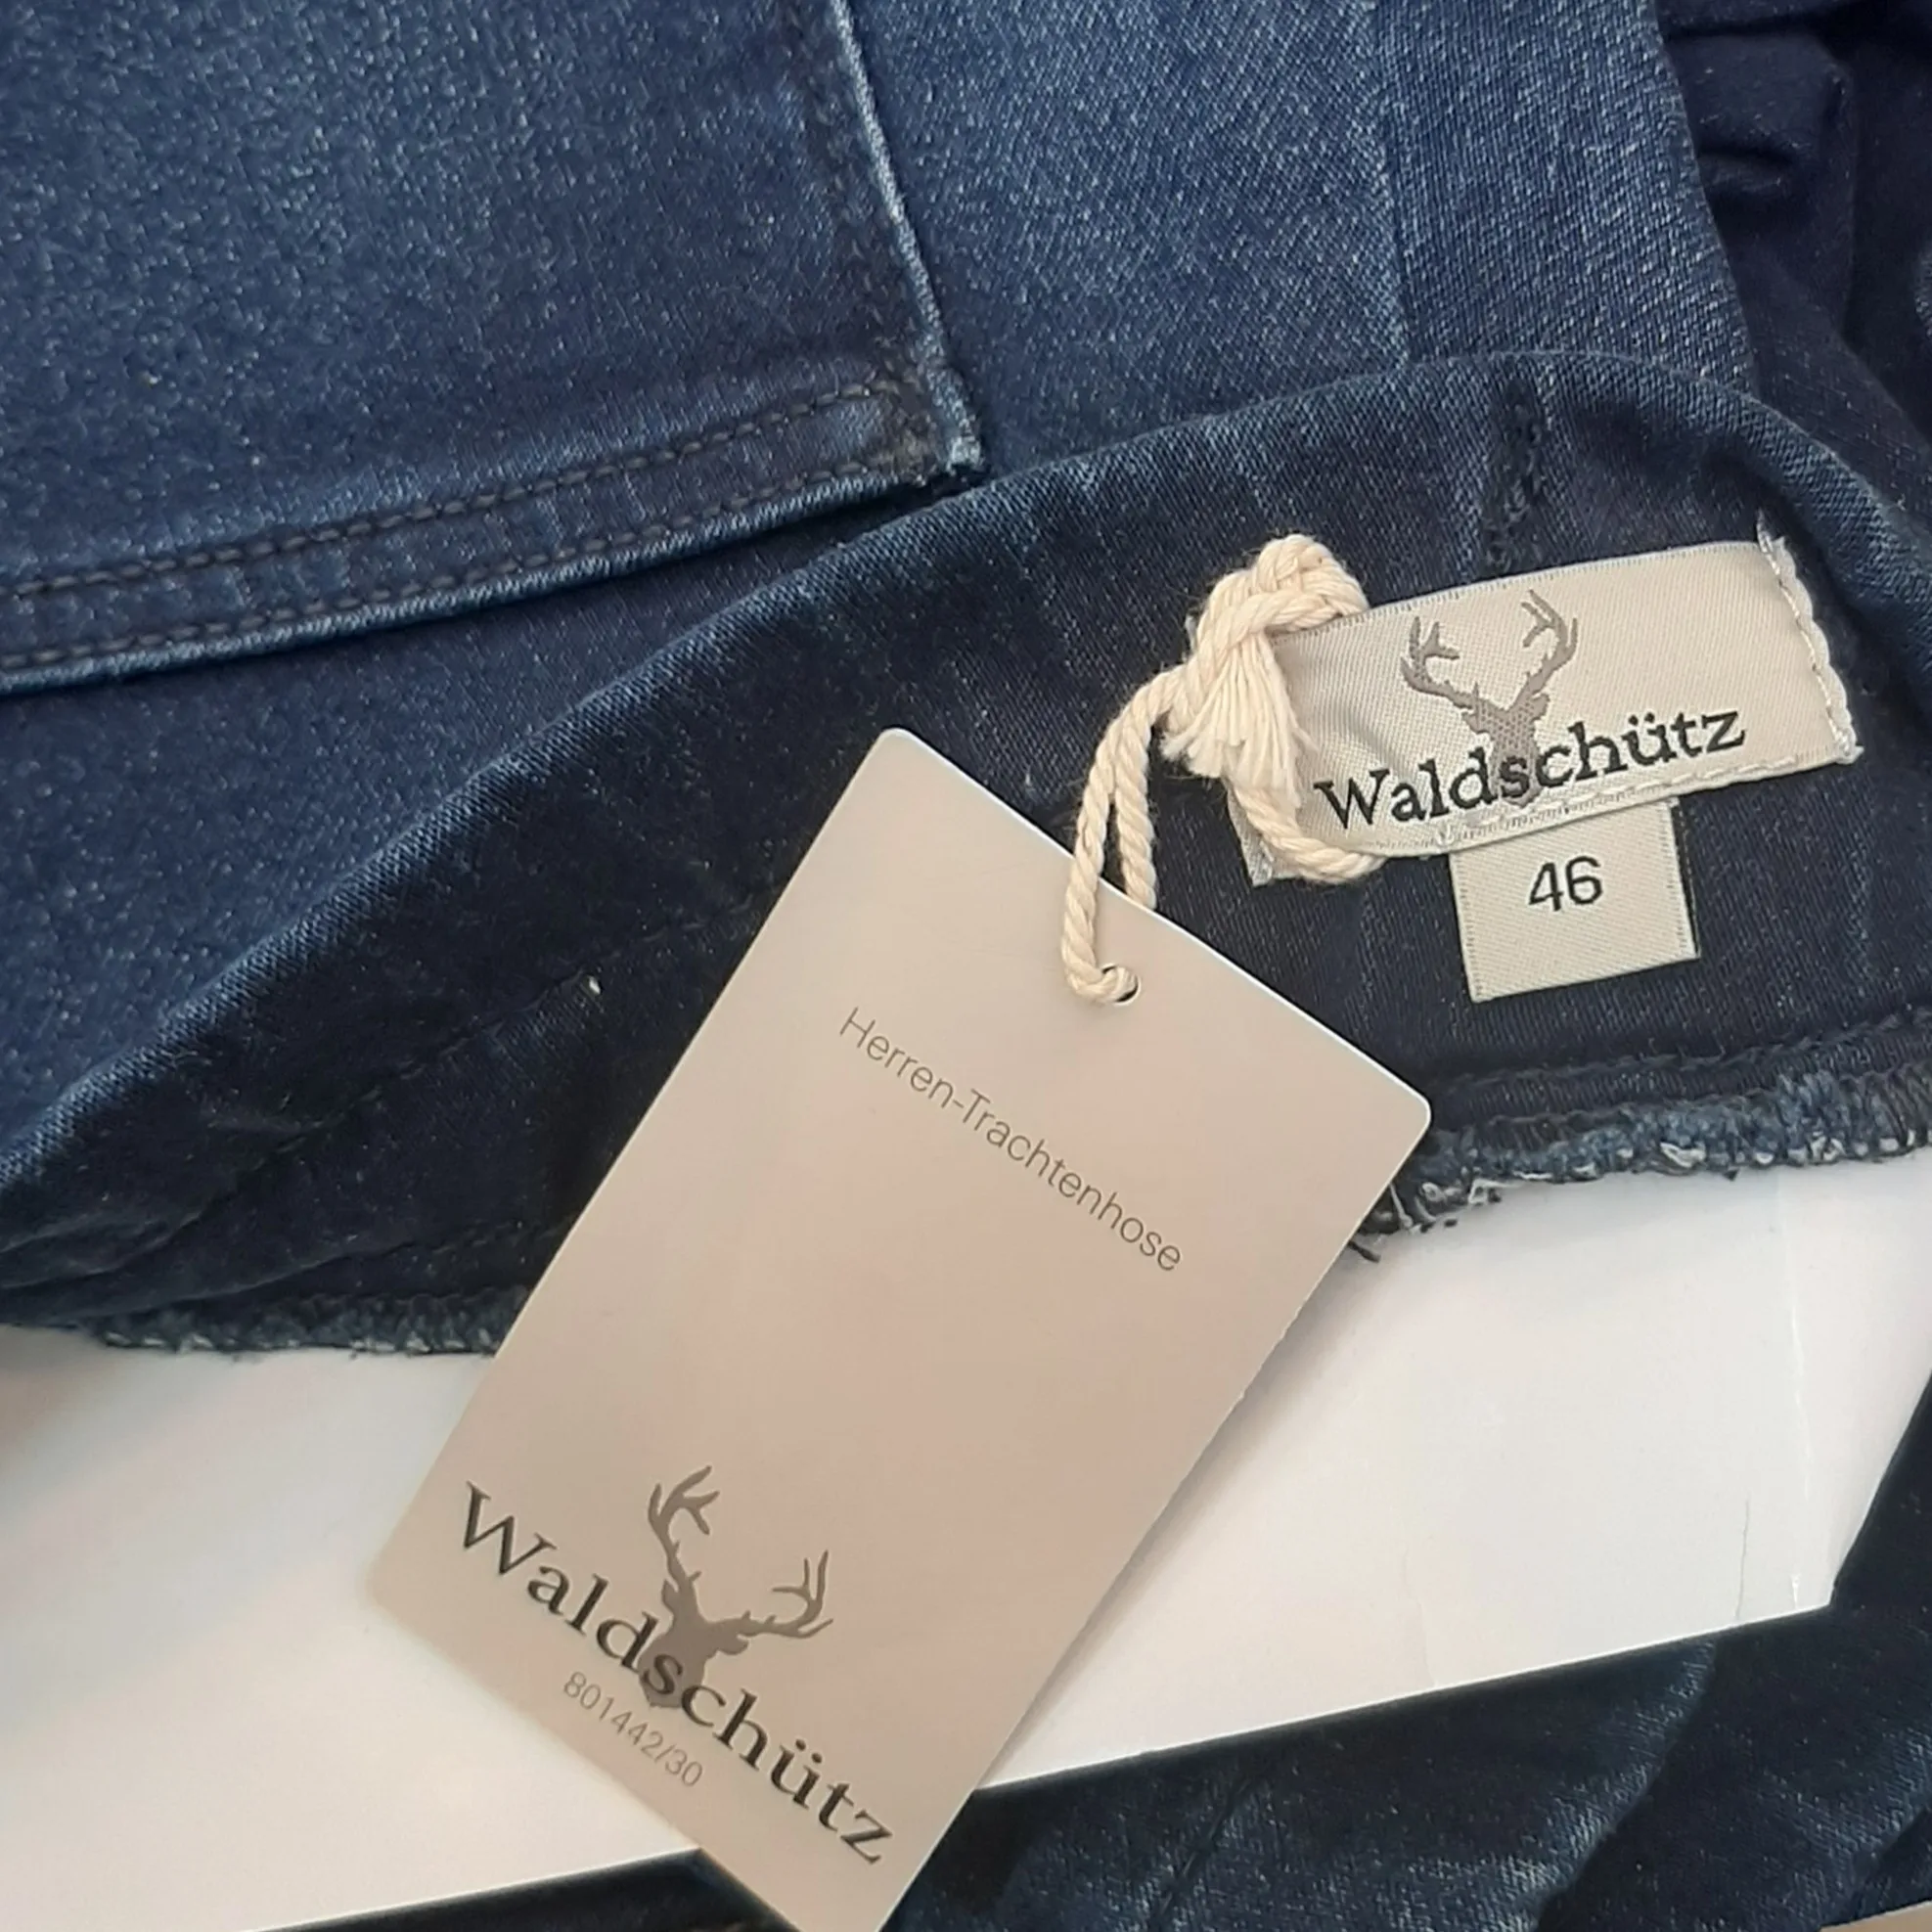 Waldschütz
46
Herren-Trachtenhose
Waldschütz
801442/30